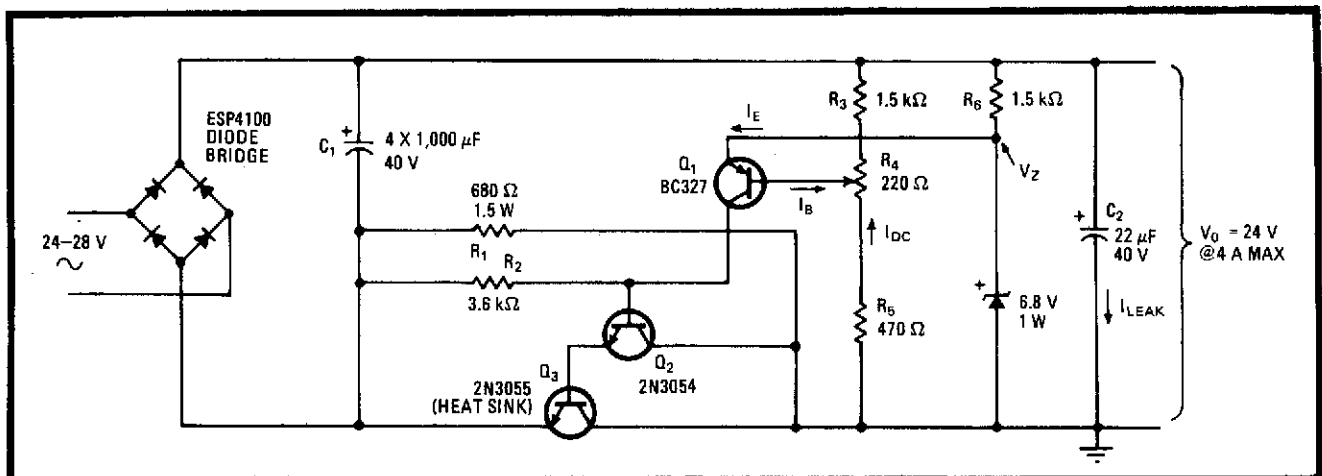 ESP4100
DIODE
BRIDGE
24–28 V
C1
+
4 X 1,000 µF
40 V
680 Ω
1.5 W
R1
R2
3.6 kΩ
Q1
BC327
IE
IB
R3
1.5 kΩ
R4
220 Ω
IDC
R5
470 Ω
R6
1.5 kΩ
VZ
+
6.8 V
1 W
+
C2
22 µF
40 V
ILEAK
V0 = 24 V
@4 A MAX
Q2
2N3054
Q3
2N3055
(HEAT SINK)